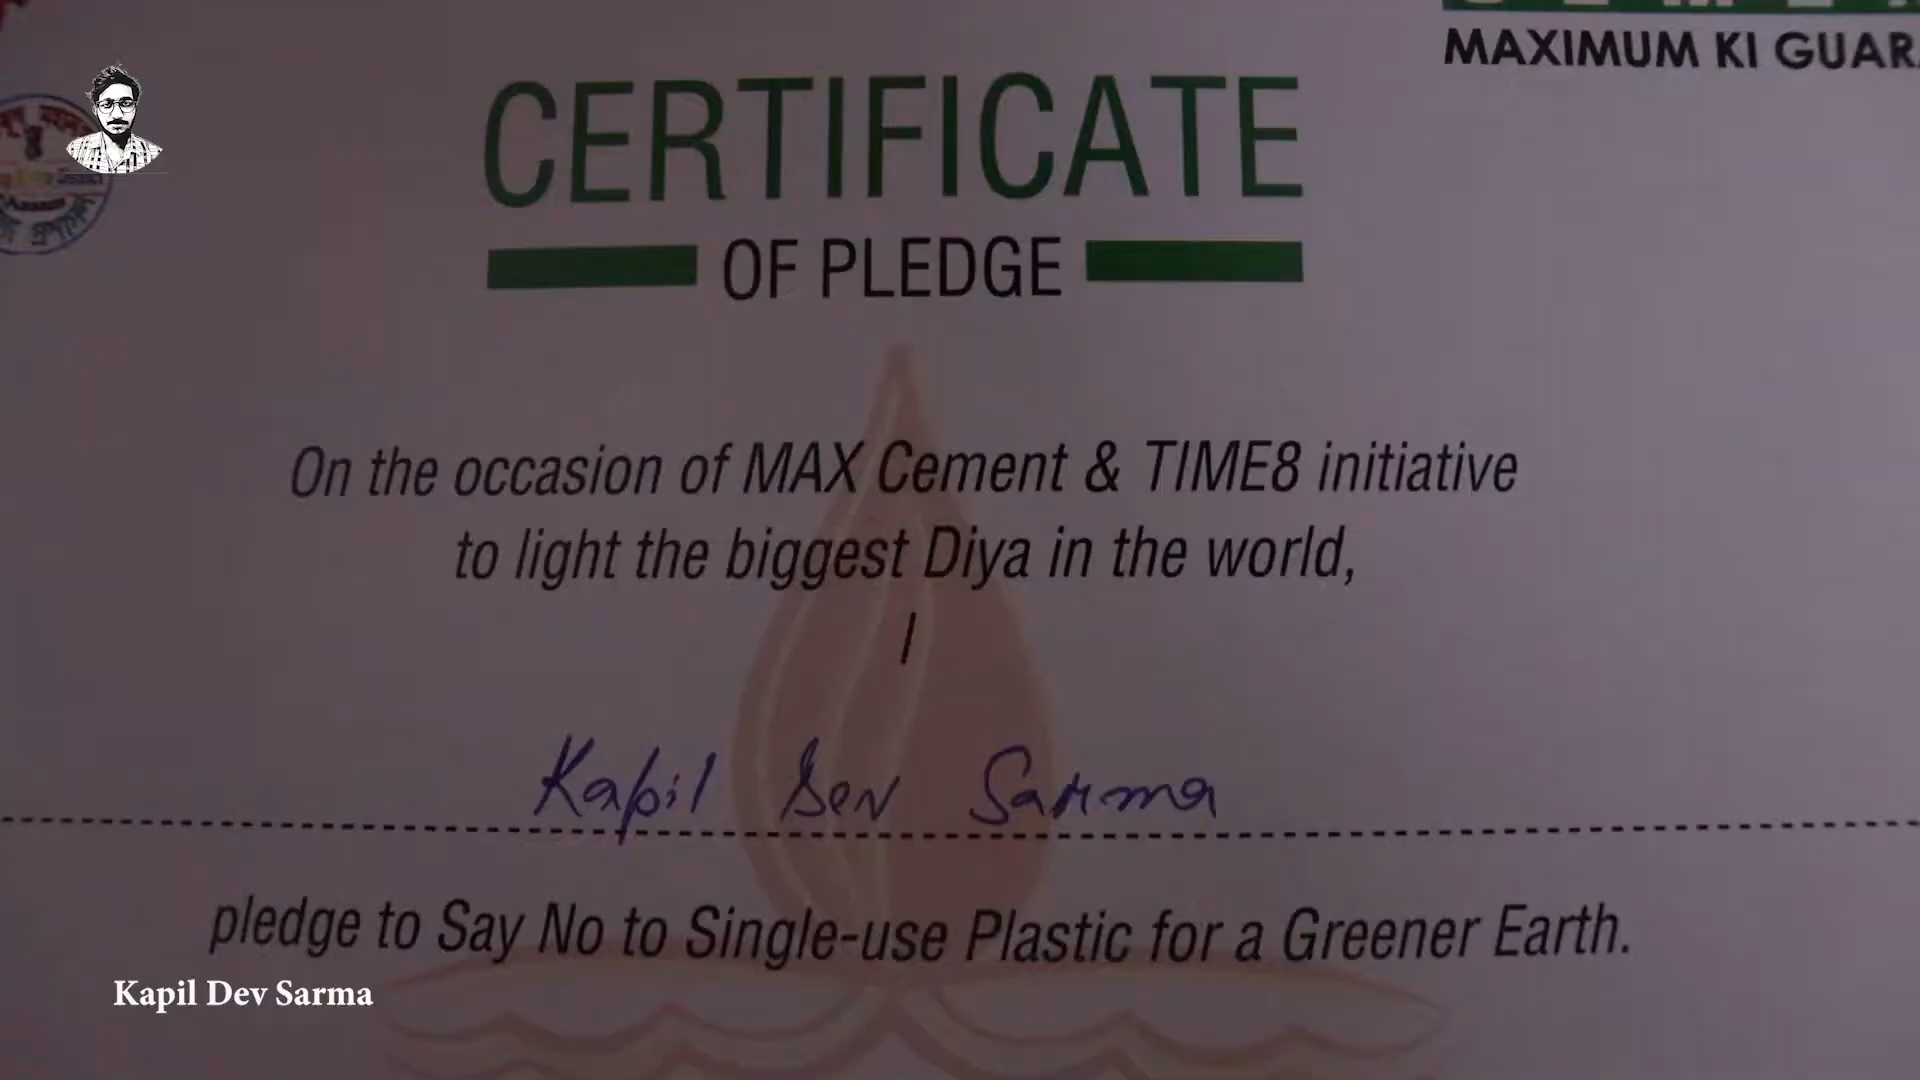 MAXIMUM KI GUAR
CERTIFICATE
OF PLEDGE
On the occasion of MAX Cement & TIME8 initiative
to light the biggest Diya in the world,
I
Kapil Dev Sarma
pledge to Say No to Single-use Plastic for a Greener Earth.
Kapil Dev Sarma